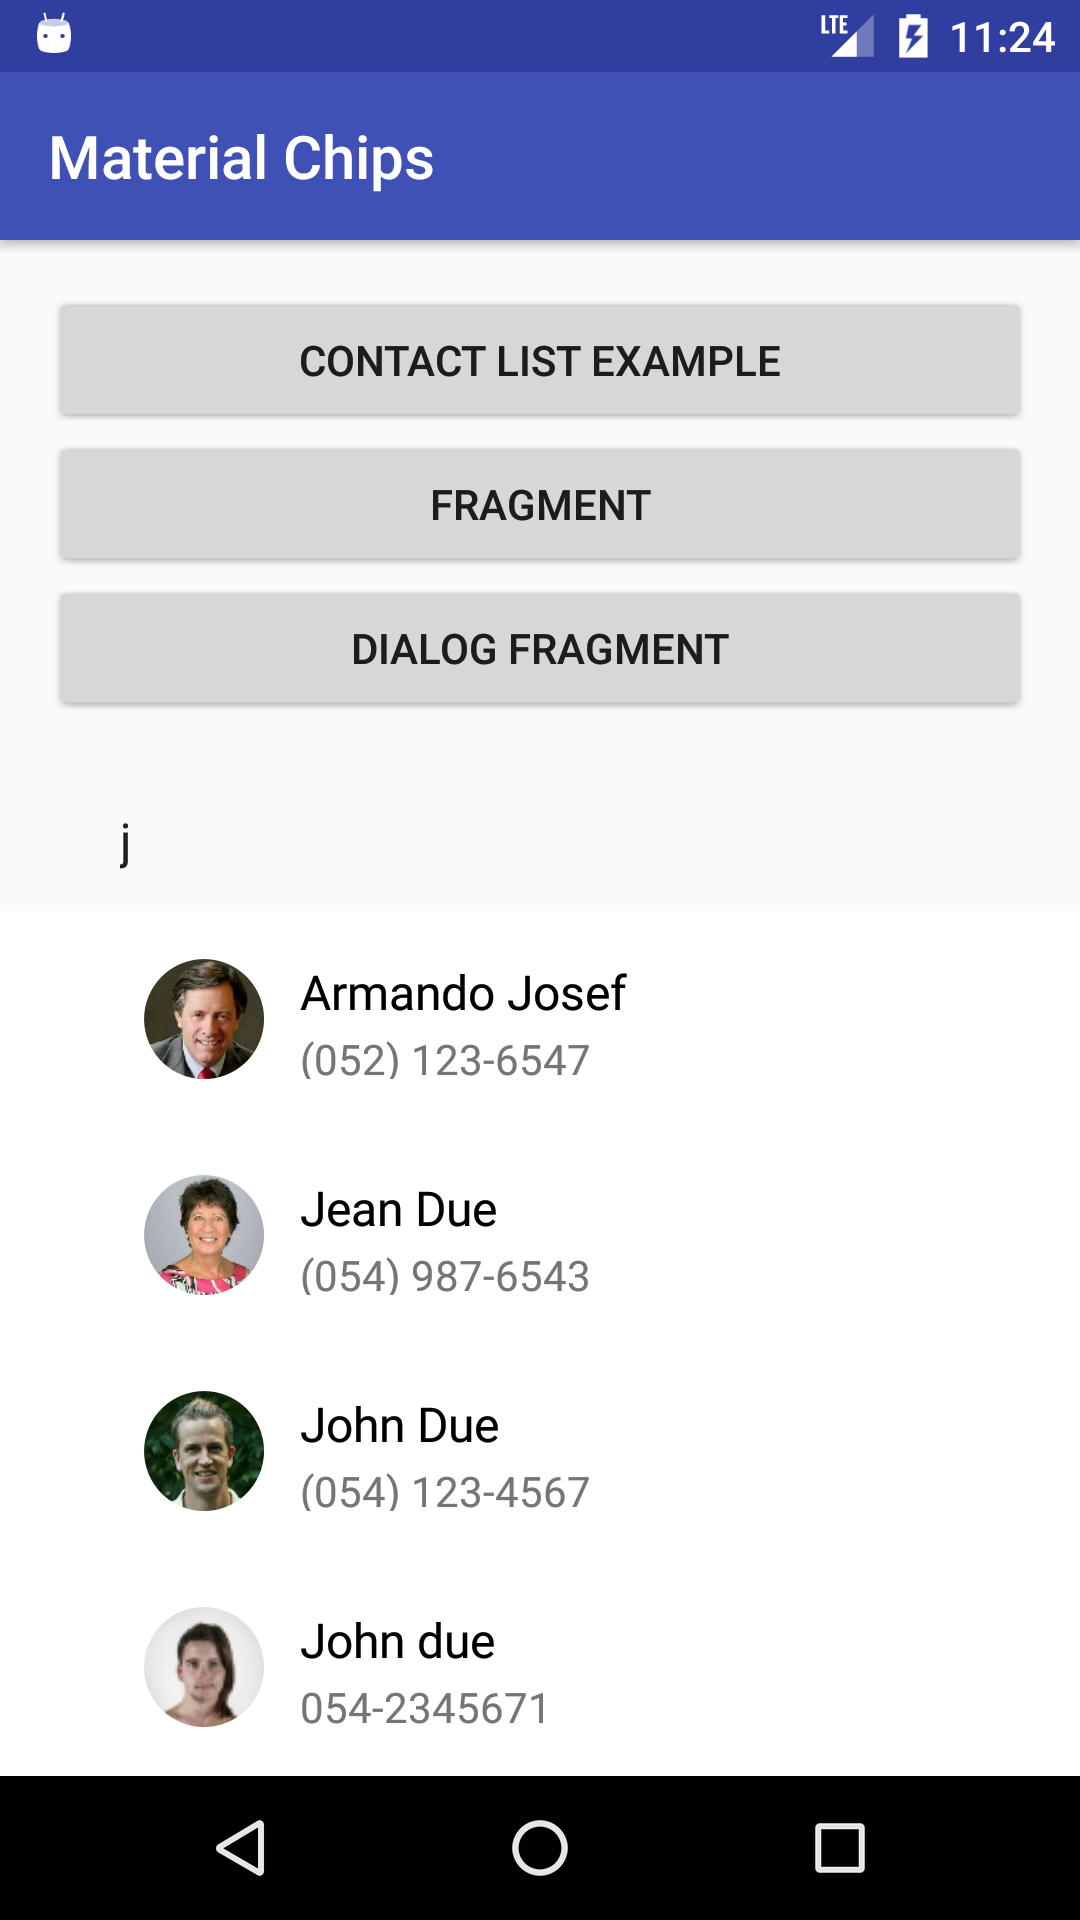 LTE 11:24
Material Chips
CONTACT LIST EXAMPLE
FRAGMENT
DIALOG FRAGMENT
j
Armando Josef
(052) 123-6547
Jean Due
(054) 987-6543
John Due
(054) 123-4567
John due
054-2345671